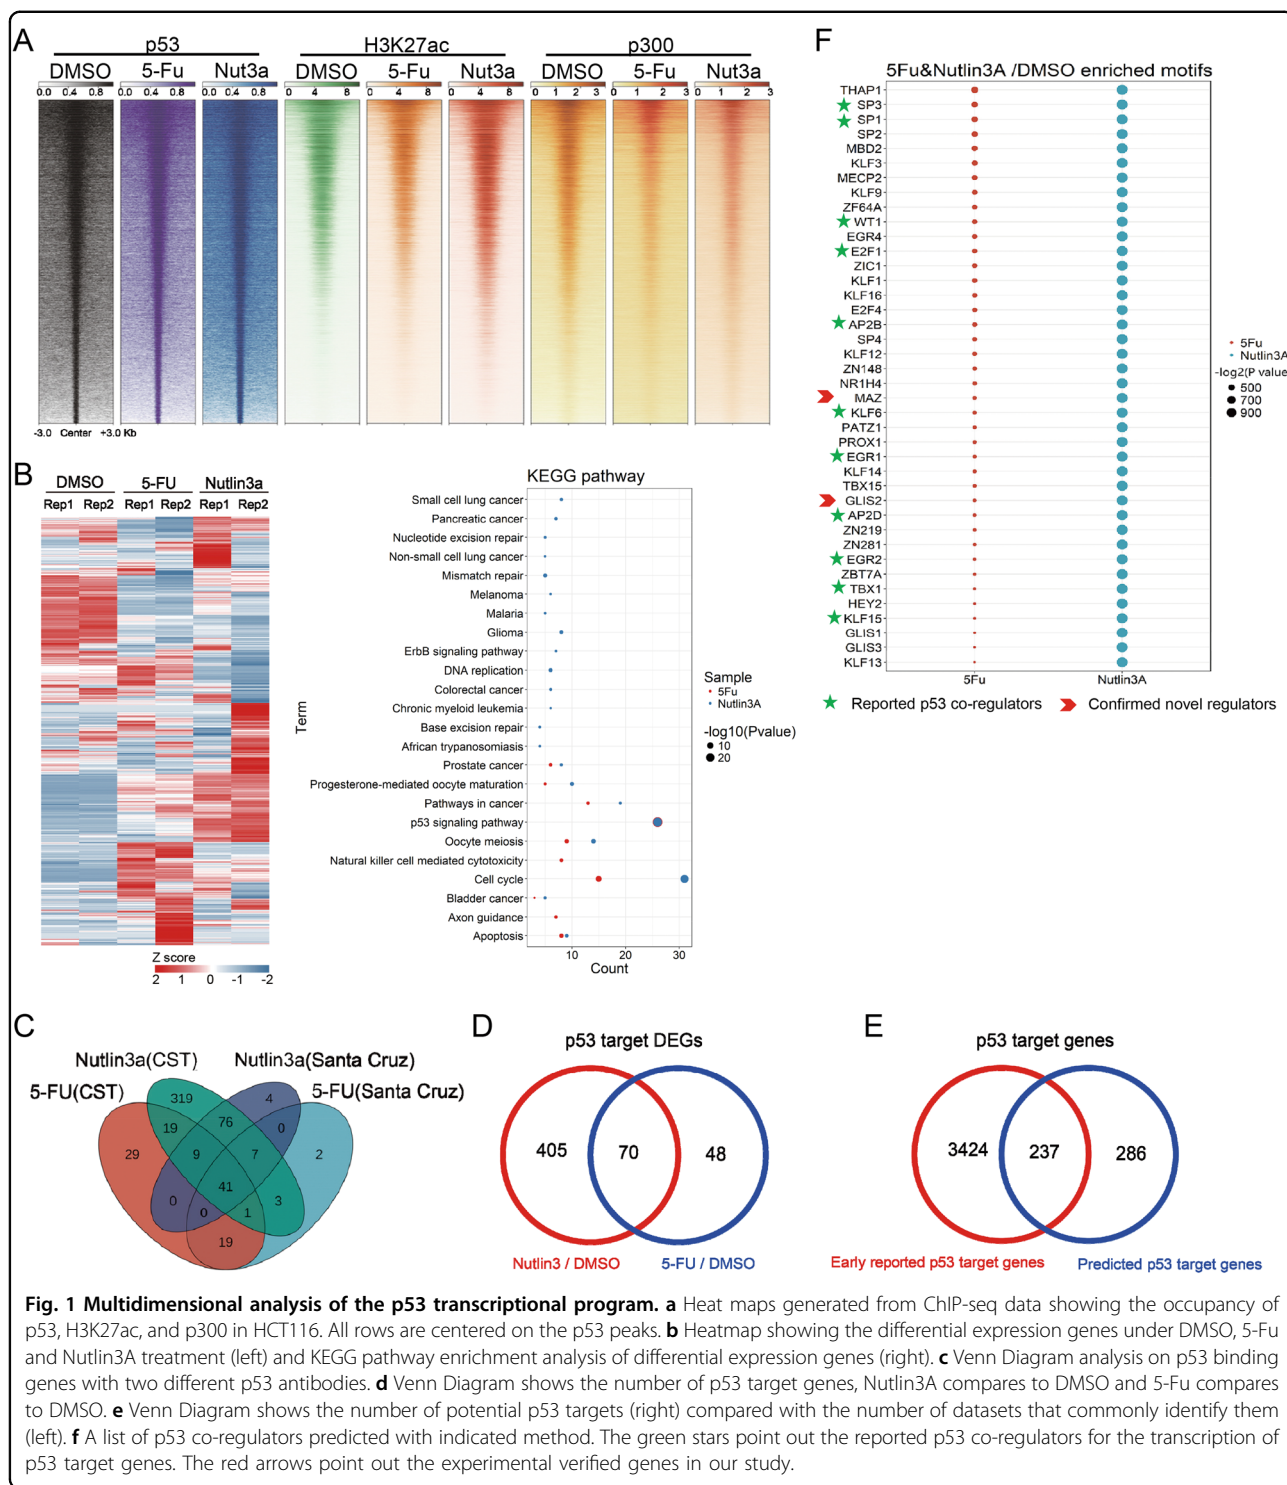 A
p53
H3K27ac
p300
DMSO 5-Fu Nut3a DMSO 5-Fu Nut3a DMSO 5-Fu Nut3a
0 0.4 0.8 0 0.4 0.8 0 0.4 0.8 0 4 8 0 4 8 0 4 8 0 1 2 3 0 1 2 3 0 1 2 3
-3.0 Center +3.0 Kb
B
DMSO 5-FU Nutlin3a
Rep1 Rep2 Rep1 Rep2 Rep1 Rep2
Z score
2 1 0 -1 -2
KEGG pathway
Term
Small cell lung cancer
Pancreatic cancer
Nucleotide excision repair
Non-small cell lung cancer
Mismatch repair
Melanoma
Malaria
Glioma
ErbB signaling pathway
DNA replication
Colorectal cancer
Chronic myeloid leukemia
Base excision repair
African trypanosomiasis
Prostate cancer
Progesterone-mediated oocyte maturation
Pathways in cancer
p53 signaling pathway
Oocyte meiosis
Natural killer cell mediated cytotoxicity
Cell cycle
Bladder cancer
Axon guidance
Apoptosis
10 20 30
Count
Sample
5Fu
Nutlin3A
-log10(Pvalue)
10
20
F
5Fu&Nutlin3A /DMSO enriched motifs
THAP1
SP3
SP1
SP2
MBD2
KLF3
MECP2
KLF9
ZF64A
WT1
EGR4
E2F1
ZIC1
KLF1
KLF16
E2F4
AP2B
SP4
KLF12
ZN148
NR1H4
MAZ
KLF6
PATZ1
PROX1
EGR1
KLF14
TBX15
GLIS2
AP2D
ZN219
ZN281
EGR2
ZBT7A
TBX1
HEY2
KLF15
GLIS1
GLIS3
KLF13
5Fu Nutlin3A
5Fu
Nutlin3A
-log2(P value
500
700
900
Reported p53 co-regulators
Confirmed novel regulators
C
Nutlin3a(CST) Nutlin3a(Santa Cruz)
5-FU(CST) 5-FU(Santa Cruz)
319 4
19 76 0
29 9 7 2
41
0 0 1 3
19
D
p53 target DEGs
405 70 48
Nutlin3 / DMSO 5-FU / DMSO
E
p53 target genes
3424 237 286
Early reported p53 target genes Predicted p53 target genes
Fig. 1 Multidimensional analysis of the p53 transcriptional program. a Heat maps generated from ChIP-seq data showing the occupancy of
p53, H3K27ac, and p300 in HCT116. All rows are centered on the p53 peaks. b Heatmap showing the differential expression genes under DMSO, 5-Fu
and Nutlin3A treatment (left) and KEGG pathway enrichment analysis of differential expression genes (right). c Venn Diagram analysis on p53 binding
genes with two different p53 antibodies. d Venn Diagram shows the number of p53 target genes, Nutlin3A compares to DMSO and 5-Fu compares
to DMSO. e Venn Diagram shows the number of potential p53 targets (right) compared with the number of datasets that commonly identify them
(left). f A list of p53 co-regulators predicted with indicated method. The green stars point out the reported p53 co-regulators for the transcription of
p53 target genes. The red arrows point out the experimental verified genes in our study.